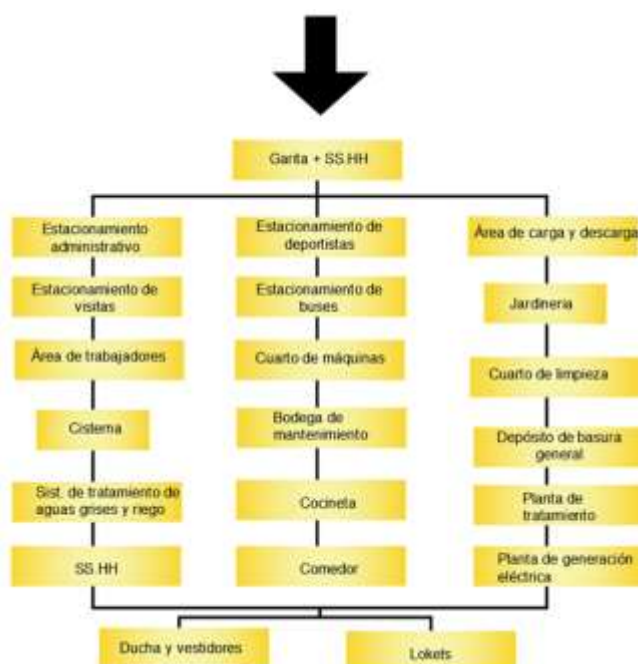 Garita + SS.HH
Estacionamiento
administrativo
Estacionamiento de
visitas
Área de trabajadores
Cisterna
Sist. de tratamiento de
aguas grises y riego
SS.HH
Estacionamiento de
deportistas
Estacionamiento de
buses
Cuarto de máquinas
Bodega de
mantenimiento
Cocineta
Comedor
Área de carga y descarga
Jardineria
Cuarto de limpieza
Depósito de basura
general
Planta de
tratamiento
Planta de generación
eléctrica
Ducha y vestidores
Lokets